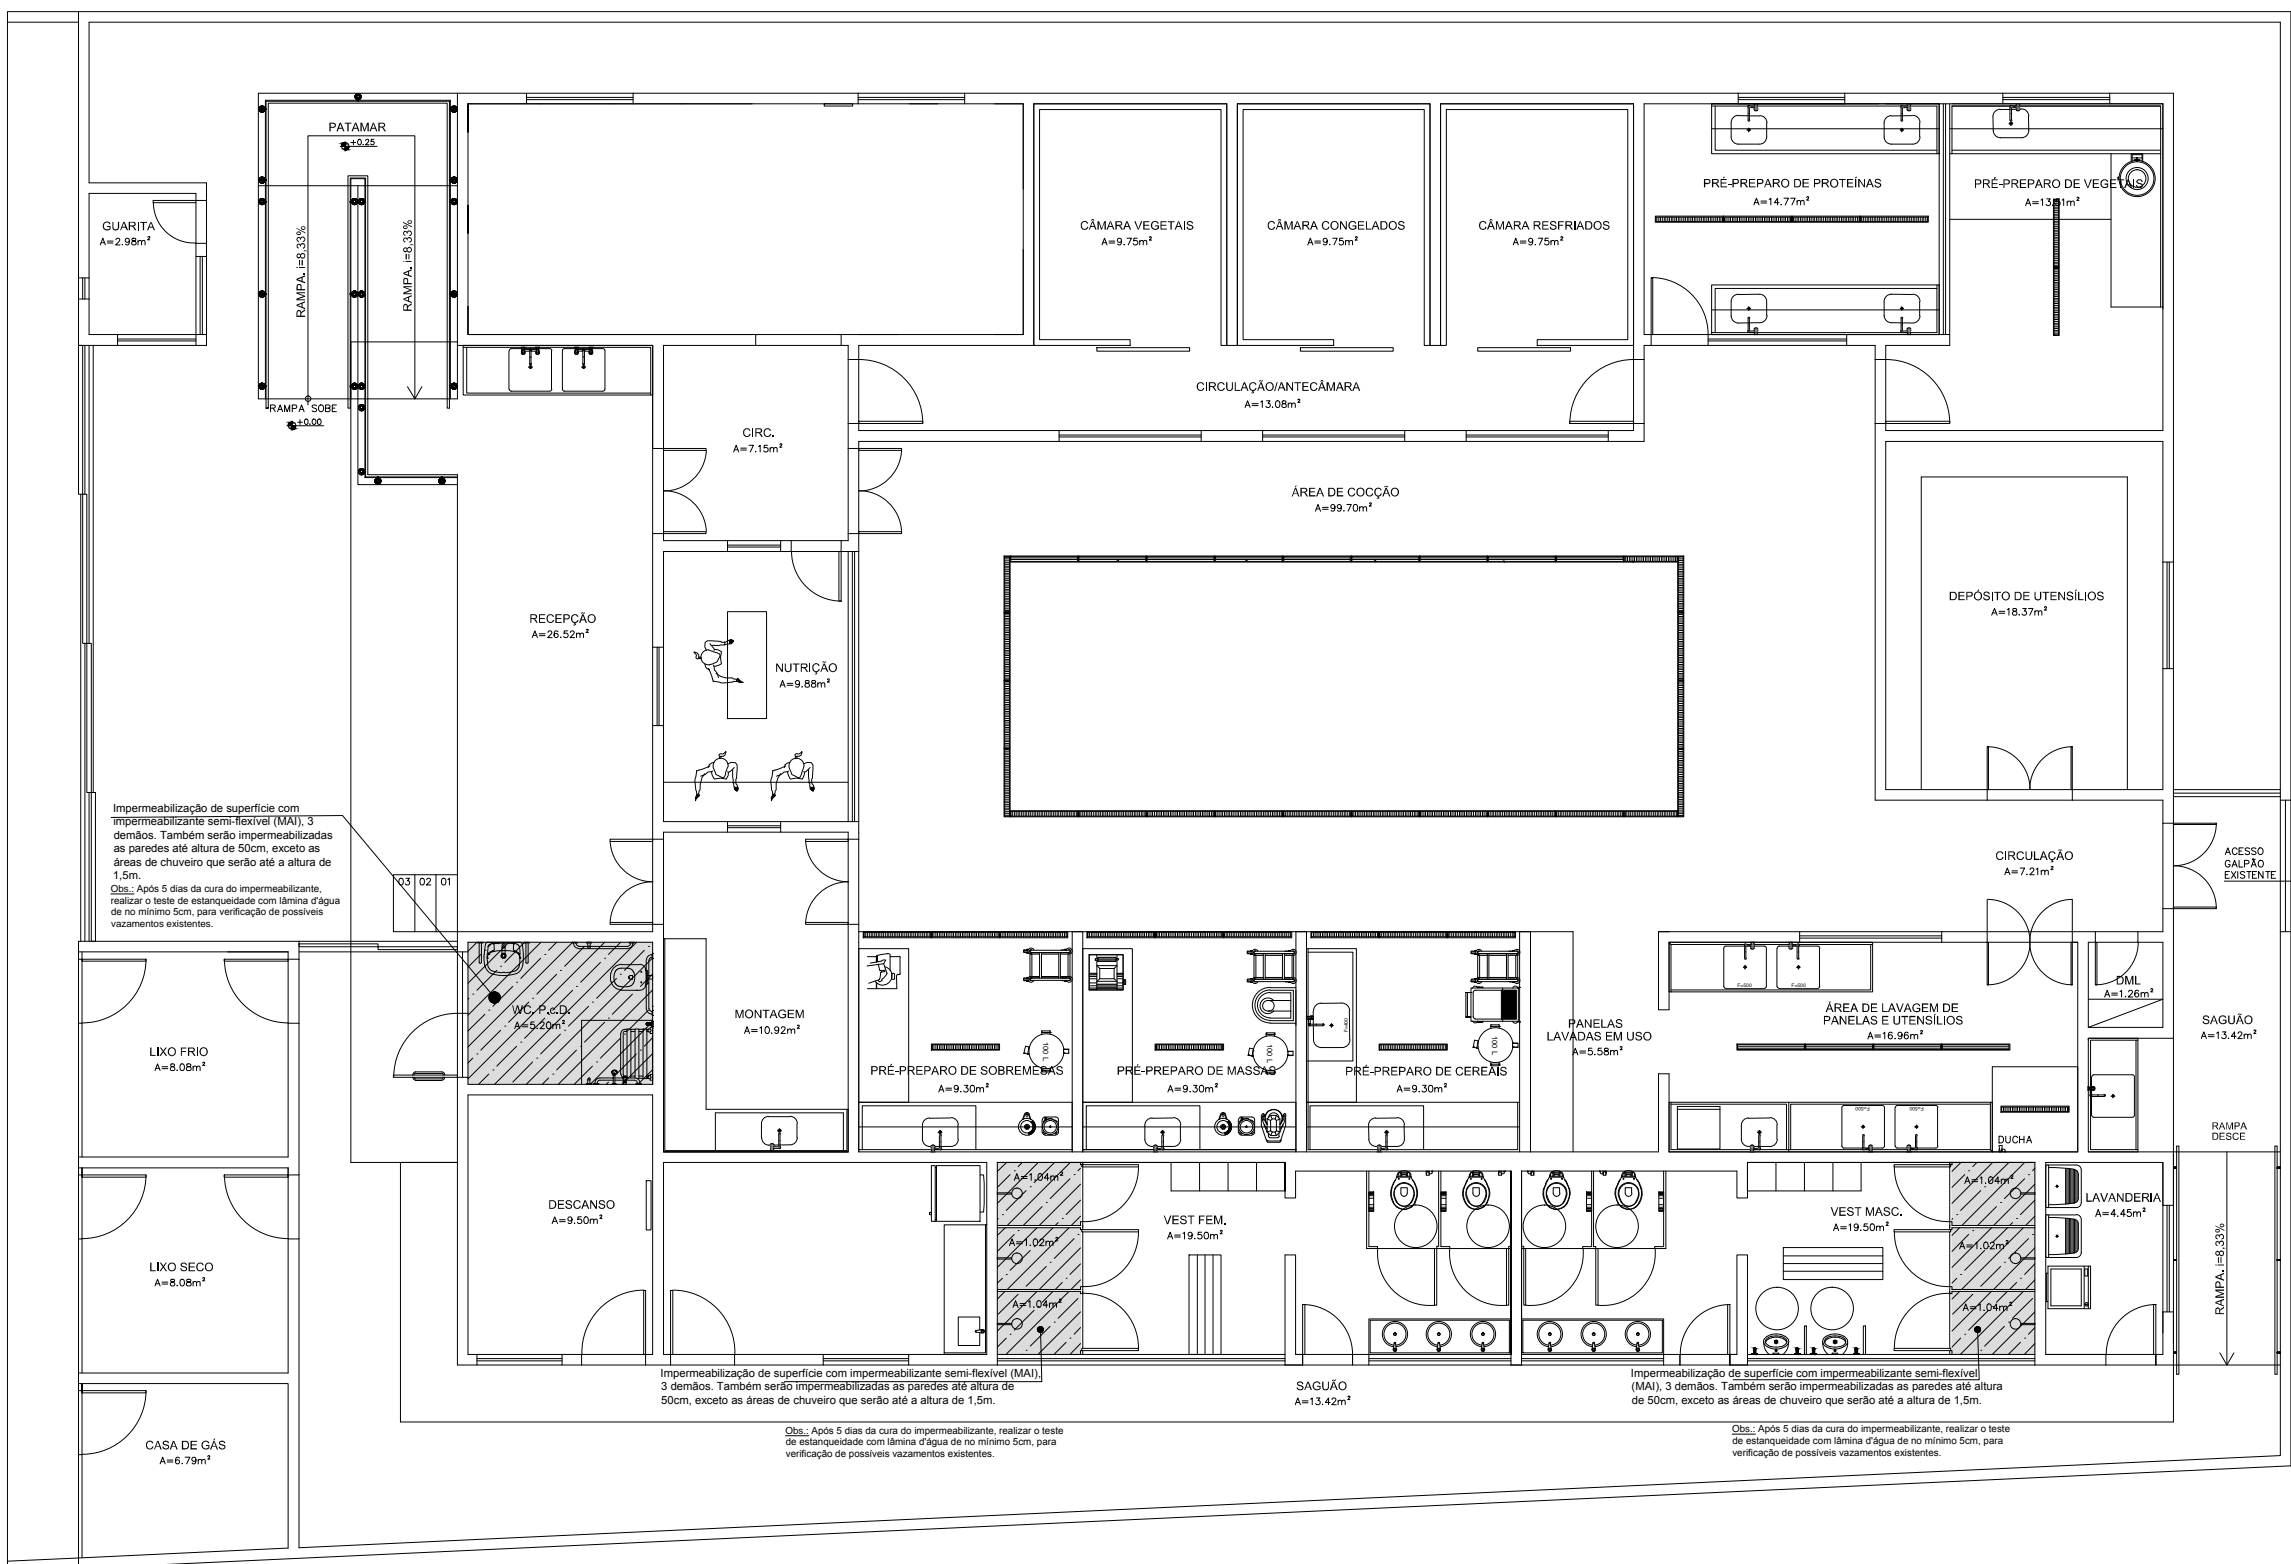 PATAMAR
+0.25
GUARITA
A=2.98m²
RAMPA. i=8,33%
RAMPA. i=8,33%
RAMPA SOBE
+0.00
CÂMARA VEGETAIS
A=9.75m²
CÂMARA CONGELADOS
A=9.75m²
CÂMARA RESFRIADOS
A=9.75m²
PRÉ-PREPARO DE PROTEÍNAS
A=14.77m²
PRÉ-PREPARO DE VEGETAIS
CIRCULAÇÃO/ANTECÂMARA
A=13.08m²
CIRC.
A=7.15m²
ÁREA DE COCÇÃO
A=99.70m²
RECEPÇÃO
A=26.52m²
NUTRIÇÃO
A=9.88m²
DEPÓSITO DE UTENSÍLIOS
A=18.37m²
Impermeabilização de superfície com
impermeabilizante semi-flexível (MAI), 3
demãos. Também serão impermeabilizadas
as paredes até altura de 50cm, exceto as
áreas de chuveiro que serão até a altura de
1,5m.
Obs.: Após 5 dias da cura do impermeabilizante,
realizar o teste de estanqueidade com lâmina d'água
de no mínimo 5cm, para verificação de possíveis
vazamentos existentes.
03 02 01
CIRCULAÇÃO
A=7.21m²
ACESSO
GALPÃO
EXISTENTE
LIXO FRIO
A=8.08m²
WC. P.c.D.
A=5.20m²
MONTAGEM
A=10.92m²
100 L
PRÉ-PREPARO DE SOBREMESAS
A=9.30m²
100 L
PRÉ-PREPARO DE MASSAS
A=9.30m²
F=400
100 L
PRÉ-PREPARO DE CEREAIS
A=9.30m²
PANELAS
LAVADAS EM USO
A=5.58m²
F=500 F=500
ÁREA DE LAVAGEM DE
PANELAS E UTENSÍLIOS
A=16.96m²
F=500 F=500
DUCHA
DML
A=1.26m²
SAGUÃO
A=13.42m²
RAMPA
DESCE
RAMPA. i=8,33%
LIXO SECO
A=8.08m²
DESCANSO
A=9.50m²
A=1.04m²
A=1.02m²
A=1.04m²
VEST FEM.
A=19.50m²
VEST MASC.
A=19.50m²
A=1.04m²
A=1.02m²
A=1.04m²
LAVANDERIA
A=4.45m²
Impermeabilização de superfície com impermeabilizante semi-flexível (MAI),
3 demãos. Também serão impermeabilizadas as paredes até altura de
50cm, exceto as áreas de chuveiro que serão até a altura de 1,5m.
Obs.: Após 5 dias da cura do impermeabilizante, realizar o teste
de estanqueidade com lâmina d'água de no mínimo 5cm, para
verificação de possíveis vazamentos existentes.
SAGUÃO
A=13.42m²
Impermeabilização de superfície com impermeabilizante semi-flexível
(MAI), 3 demãos. Também serão impermeabilizadas as paredes até altura
de 50cm, exceto as áreas de chuveiro que serão até a altura de 1,5m.
Obs.: Após 5 dias da cura do impermeabilizante, realizar o teste
de estanqueidade com lâmina d'água de no mínimo 5cm, para
verificação de possíveis vazamentos existentes.
CASA DE GÁS
A=6.79m²